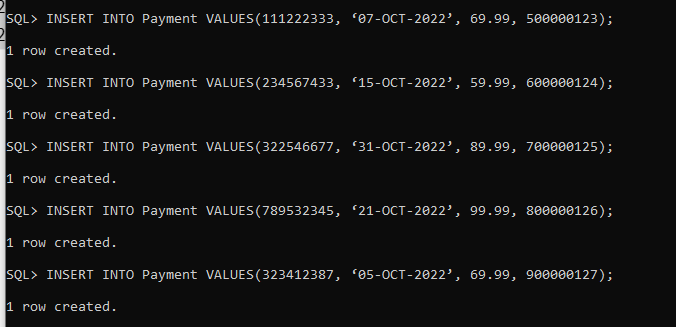 SQL> INSERT INTO Payment VALUES(111222333, ‘07-OCT-2022’, 69.99, 500000123);
1 row created.
SQL> INSERT INTO Payment VALUES(234567433, ‘15-OCT-2022’, 59.99, 600000124);
1 row created.
SQL> INSERT INTO Payment VALUES(322546677, ‘31-OCT-2022’, 89.99, 700000125);
1 row created.
SQL> INSERT INTO Payment VALUES(789532345, ‘21-OCT-2022’, 99.99, 800000126);
1 row created.
SQL> INSERT INTO Payment VALUES(323412387, ‘05-OCT-2022’, 69.99, 900000127);
1 row created.